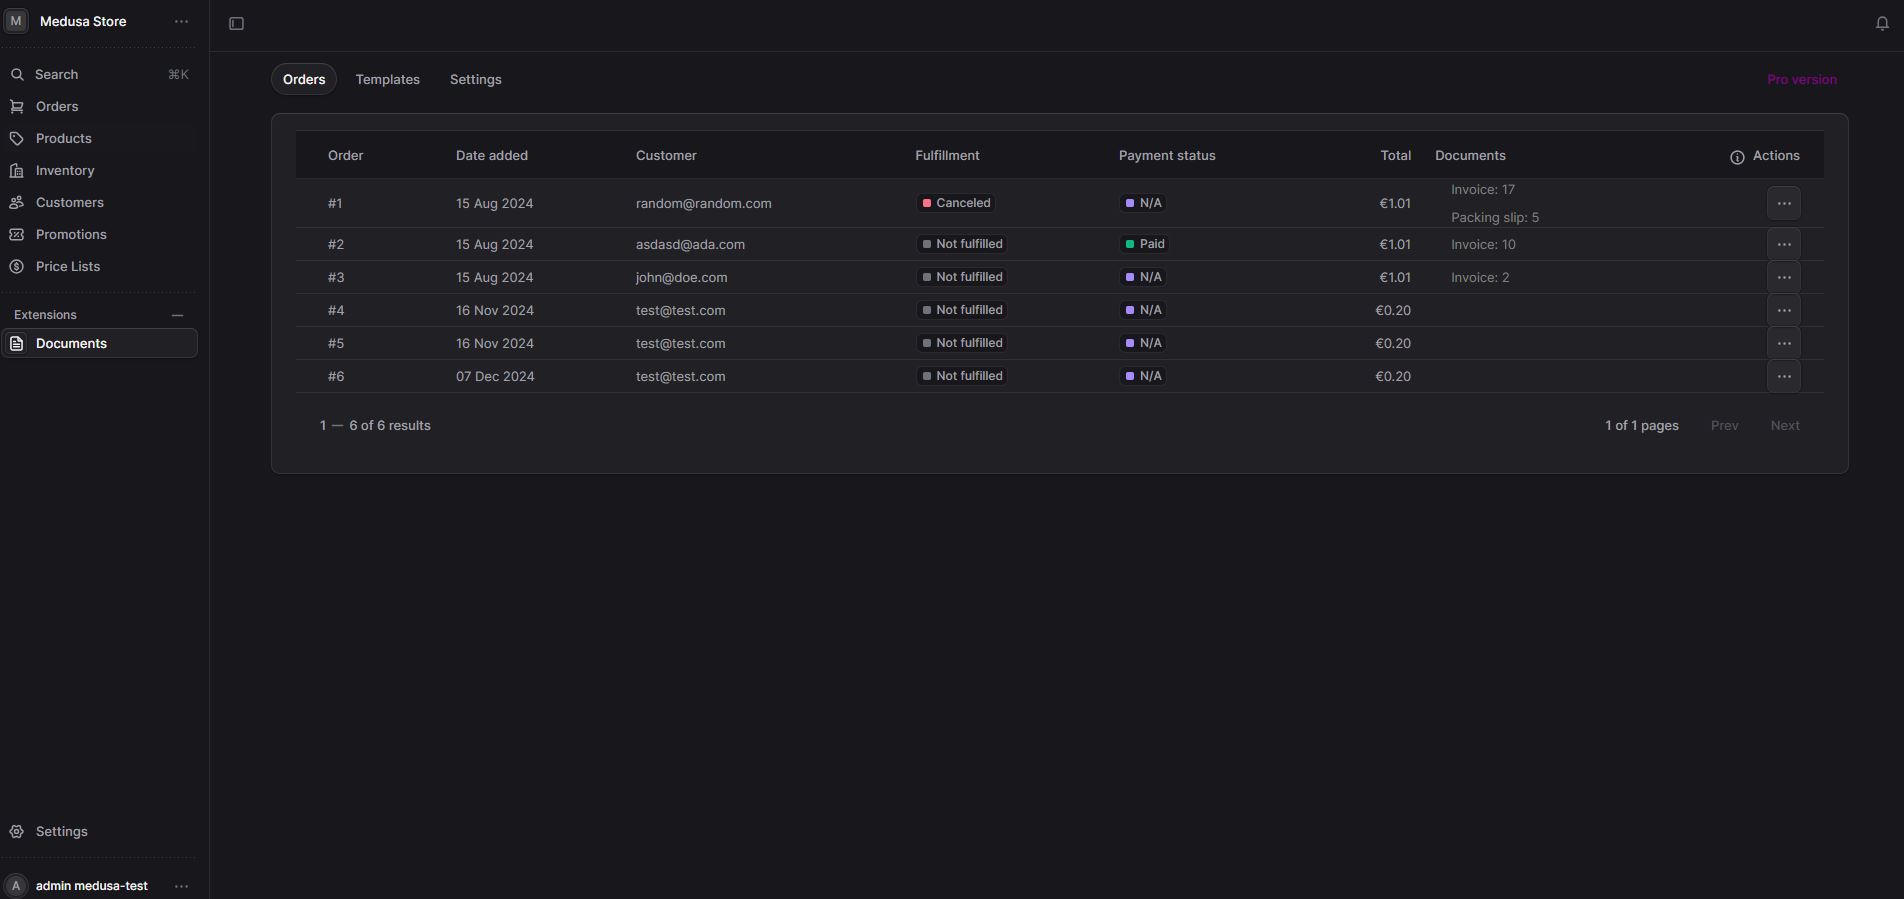 M Medusa Store
Search ⌘K
Orders
Products
Inventory
Customers
Promotions
Price Lists
Extensions
Documents
Settings
A admin medusa-test
Orders Templates Settings Pro version
Order Date added Customer Fulfillment Payment status Total Documents Actions
#1 15 Aug 2024 random@random.com Canceled N/A €1.01 Invoice: 17
Packing slip: 5
#2 15 Aug 2024 asdasd@ada.com Not fulfilled Paid €1.01 Invoice: 10
#3 15 Aug 2024 john@doe.com Not fulfilled N/A €1.01 Invoice: 2
#4 16 Nov 2024 test@test.com Not fulfilled N/A €0.20
#5 16 Nov 2024 test@test.com Not fulfilled N/A €0.20
#6 07 Dec 2024 test@test.com Not fulfilled N/A €0.20
1 — 6 of 6 results 1 of 1 pages Prev Next